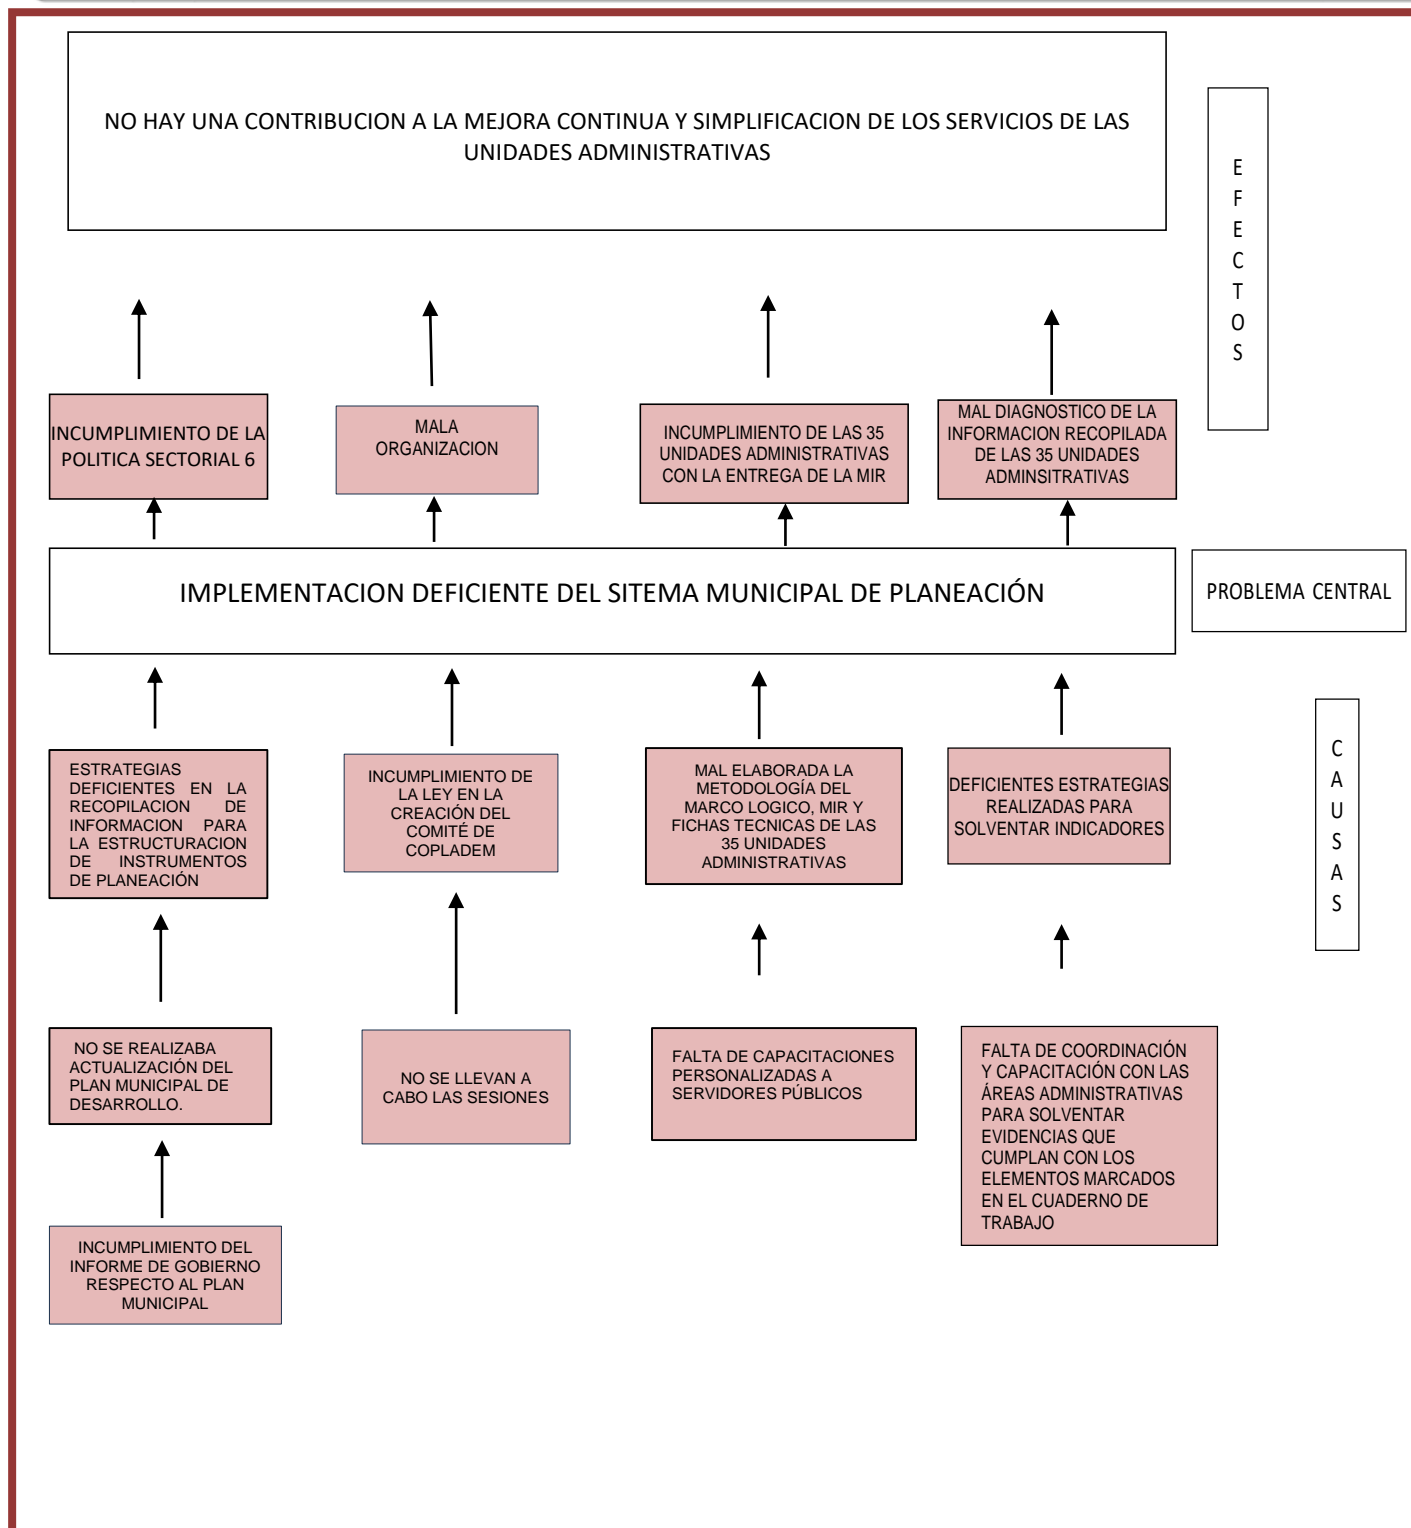 NO HAY UNA CONTRIBUCION A LA MEJORA CONTINUA Y SIMPLIFICACION DE LOS SERVICIOS DE LAS
UNIDADES ADMINISTRATIVAS
E
F
E
C
T
O
S
INCUMPLIMIENTO DE LA
POLITICA SECTORIAL 6
MALA
ORGANIZACION
INCUMPLIMIENTO DE LAS 35
UNIDADES ADMINISTRATIVAS
CON LA ENTREGA DE LA MIR
MAL DIAGNOSTICO DE LA
INFORMACION RECOPILADA
DE LAS 35 UNIDADES
ADMINSITRATIVAS
IMPLEMENTACION DEFICIENTE DEL SITEMA MUNICIPAL DE PLANEACIÓN
PROBLEMA CENTRAL
C
A
U
S
A
S
ESTRATEGIAS
DEFICIENTES EN LA
RECOPILACION DE
INFORMACION PARA
LA ESTRUCTURACION
DE INSTRUMENTOS
DE PLANEACIÓN
INCUMPLIMIENTO DE
LA LEY EN LA
CREACIÓN DEL
COMITÉ DE
COPLADEM
MAL ELABORADA LA
METODOLOGÍA DEL
MARCO LOGICO, MIR Y
FICHAS TECNICAS DE LAS
35 UNIDADES
ADMINISTRATIVAS
DEFICIENTES ESTRATEGIAS
REALIZADAS PARA
SOLVENTAR INDICADORES
NO SE REALIZABA
ACTUALIZACIÓN DEL
PLAN MUNICIPAL DE
DESARROLLO.
NO SE LLEVAN A
CABO LAS SESIONES
FALTA DE CAPACITACIONES
PERSONALIZADAS A
SERVIDORES PÚBLICOS
FALTA DE COORDINACIÓN
Y CAPACITACIÓN CON LAS
ÁREAS ADMINISTRATIVAS
PARA SOLVENTAR
EVIDENCIAS QUE
CUMPLAN CON LOS
ELEMENTOS MARCADOS
EN EL CUADERNO DE
TRABAJO
INCUMPLIMIENTO DEL
INFORME DE GOBIERNO
RESPECTO AL PLAN
MUNICIPAL